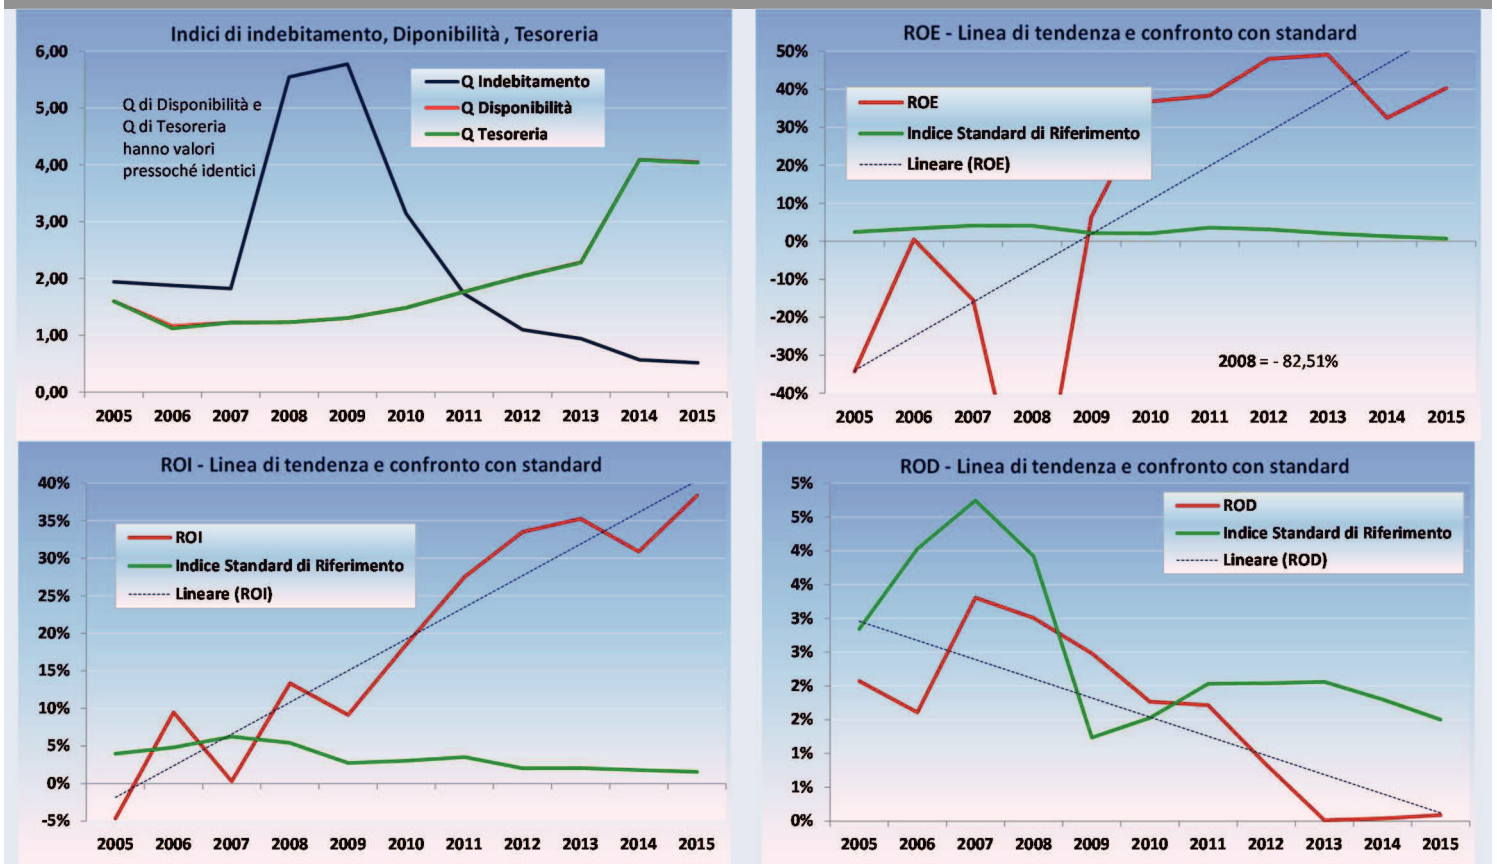 Indici di indebitamento, Diponibilità , Tesoreria
6,00
5,00
4,00
3,00
2,00
1,00
0,00
Q di Disponibilità e
Q di Tesoreria
hanno valori
pressoché identici
Q Indebitamento
Q Disponibilità
Q Tesoreria
2005 2006 2007 2008 2009 2010 2011 2012 2013 2014 2015
ROE - Linea di tendenza e confronto con standard
50%
40%
30%
20%
10%
0%
-10%
-20%
-30%
-40%
ROE
Indice Standard di Riferimento
Lineare (ROE)
2008 = - 82,51%
2005 2006 2007 2008 2009 2010 2011 2012 2013 2014 2015
ROI - Linea di tendenza e confronto con standard
40%
35%
30%
25%
20%
15%
10%
5%
0%
-5%
ROI
Indice Standard di Riferimento
Lineare (ROI)
2005 2006 2007 2008 2009 2010 2011 2012 2013 2014 2015
ROD - Linea di tendenza e confronto con standard
5%
5%
4%
4%
3%
3%
2%
2%
1%
1%
0%
ROD
Indice Standard di Riferimento
Lineare (ROD)
2005 2006 2007 2008 2009 2010 2011 2012 2013 2014 2015